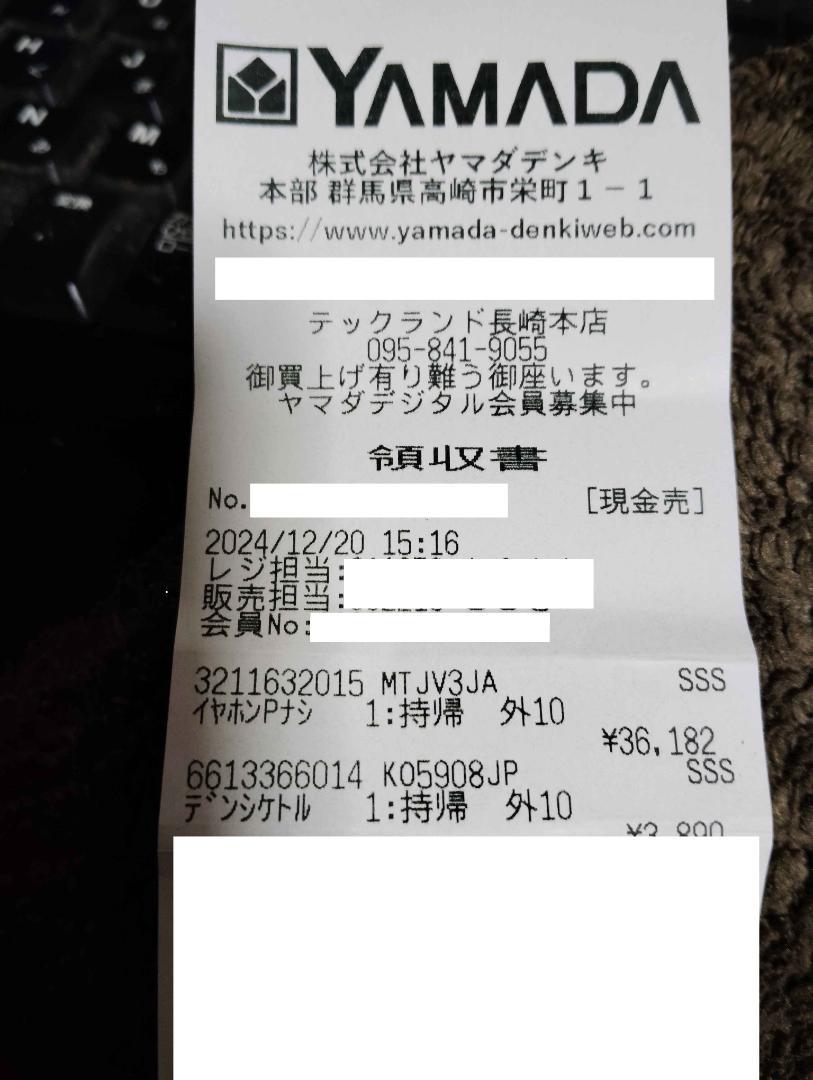 YAMADA
株式会社ヤマダデンキ
本部 群馬県高崎市栄町1-1
https://www.yamada-denkiweb.com
テックランド長崎本店
095-841-9055
御買上げ有り難う御座います。
ヤマダデジタル会員募集中
領収書
No. [現金売]
2024/12/20 15:16
レジ担当:
販売担当:
会員No:
3211632015 MTJV3JA SSS
イヤホンPナシ 1:持帰 外10
¥36,182
6613366014 KO5908JP SSS
デンシケトル 1:持帰 外10
¥3,890
H
J
N
M